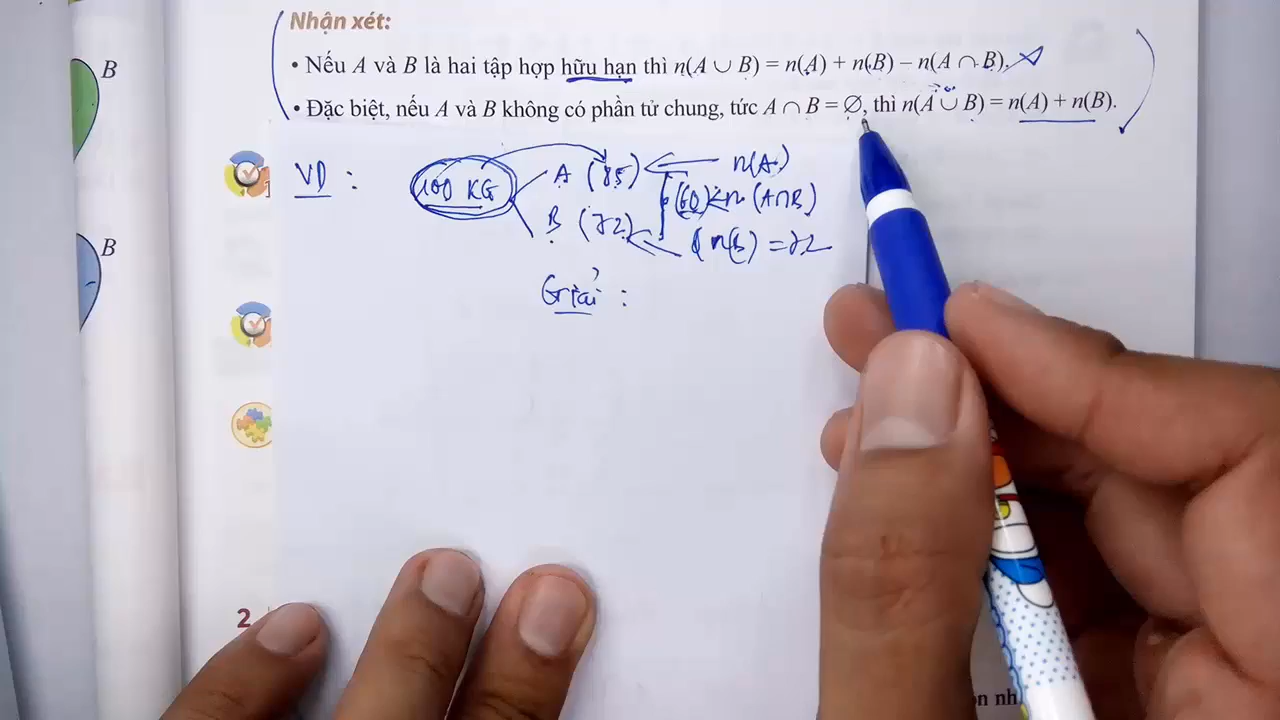 Nhận xét:
B
• Nếu A và B là hai tập hợp hữu hạn thì n(A ∪ B) = n(A) + n(B) – n(A ∩ B).
• Đặc biệt, nếu A và B không có phần tử chung, tức A ∩ B = ∅, thì n(A ∪ B) = n(A) + n(B).
VD : 100 KG A (85) n(A)
(60) n (A∩B)
B (72) n(B) = 72
B
Giải :
2
nh